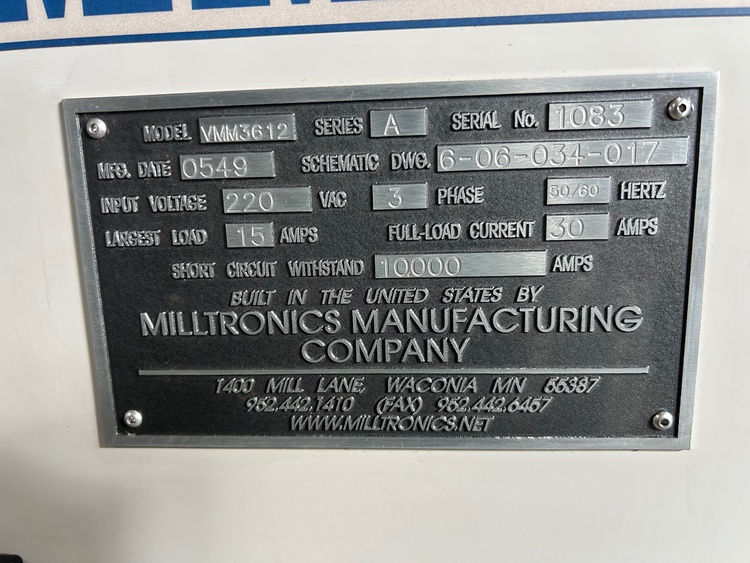 MODEL VMM3612 SERIES A SERIAL No. 1083
MFG. DATE 0549 SCHEMATIC DWG. 6-06-034-017
INPUT VOLTAGE 220 VAC 3 PHASE 50/60 HERTZ
LARGEST LOAD 15 AMPS FULL-LOAD CURRENT 30 AMPS
SHORT CIRCUIT WITHSTAND 10000 AMPS
BUILT IN THE UNITED STATES BY
MILLTRONICS MANUFACTURING
COMPANY
1400 MILL LANE, WACONIA MN 55387
952.442.1410 (FAX) 952.442.6457
WWW.MILLTRONICS.NET